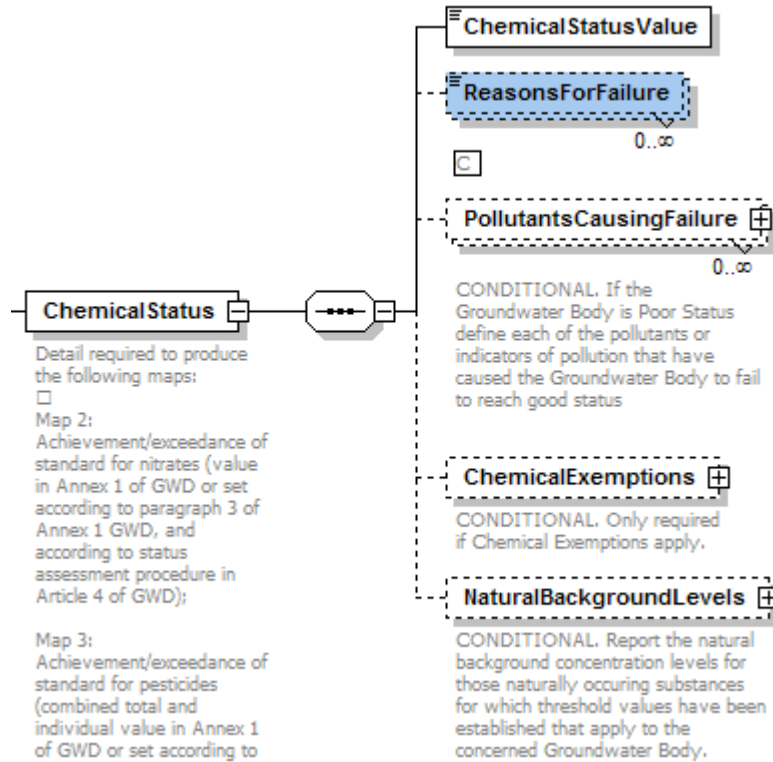 ChemicalStatusValue
ReasonsForFailure
0..∞
C
PollutantsCausingFailure
0..∞
CONDITIONAL. If the
Groundwater Body is Poor Status
define each of the pollutants or
indicators of pollution that have
caused the Groundwater Body to fail
to reach good status
ChemicalStatus
Detail required to produce
the following maps:
□
Map 2:
Achievement/exceedance of
standard for nitrates (value
in Annex 1 of GWD or set
according to paragraph 3 of
Annex 1 GWD, and
according to status
assessment procedure in
Article 4 of GWD);
Map 3:
Achievement/exceedance of
standard for pesticides
(combined total and
individual value in Annex 1
of GWD or set according to
ChemicalExemptions
CONDITIONAL. Only required
if Chemical Exemptions apply.
NaturalBackgroundLevels
CONDITIONAL. Report the natural
background concentration levels for
those naturally occuring substances
for which threshold values have been
established that apply to the
concerned Groundwater Body.